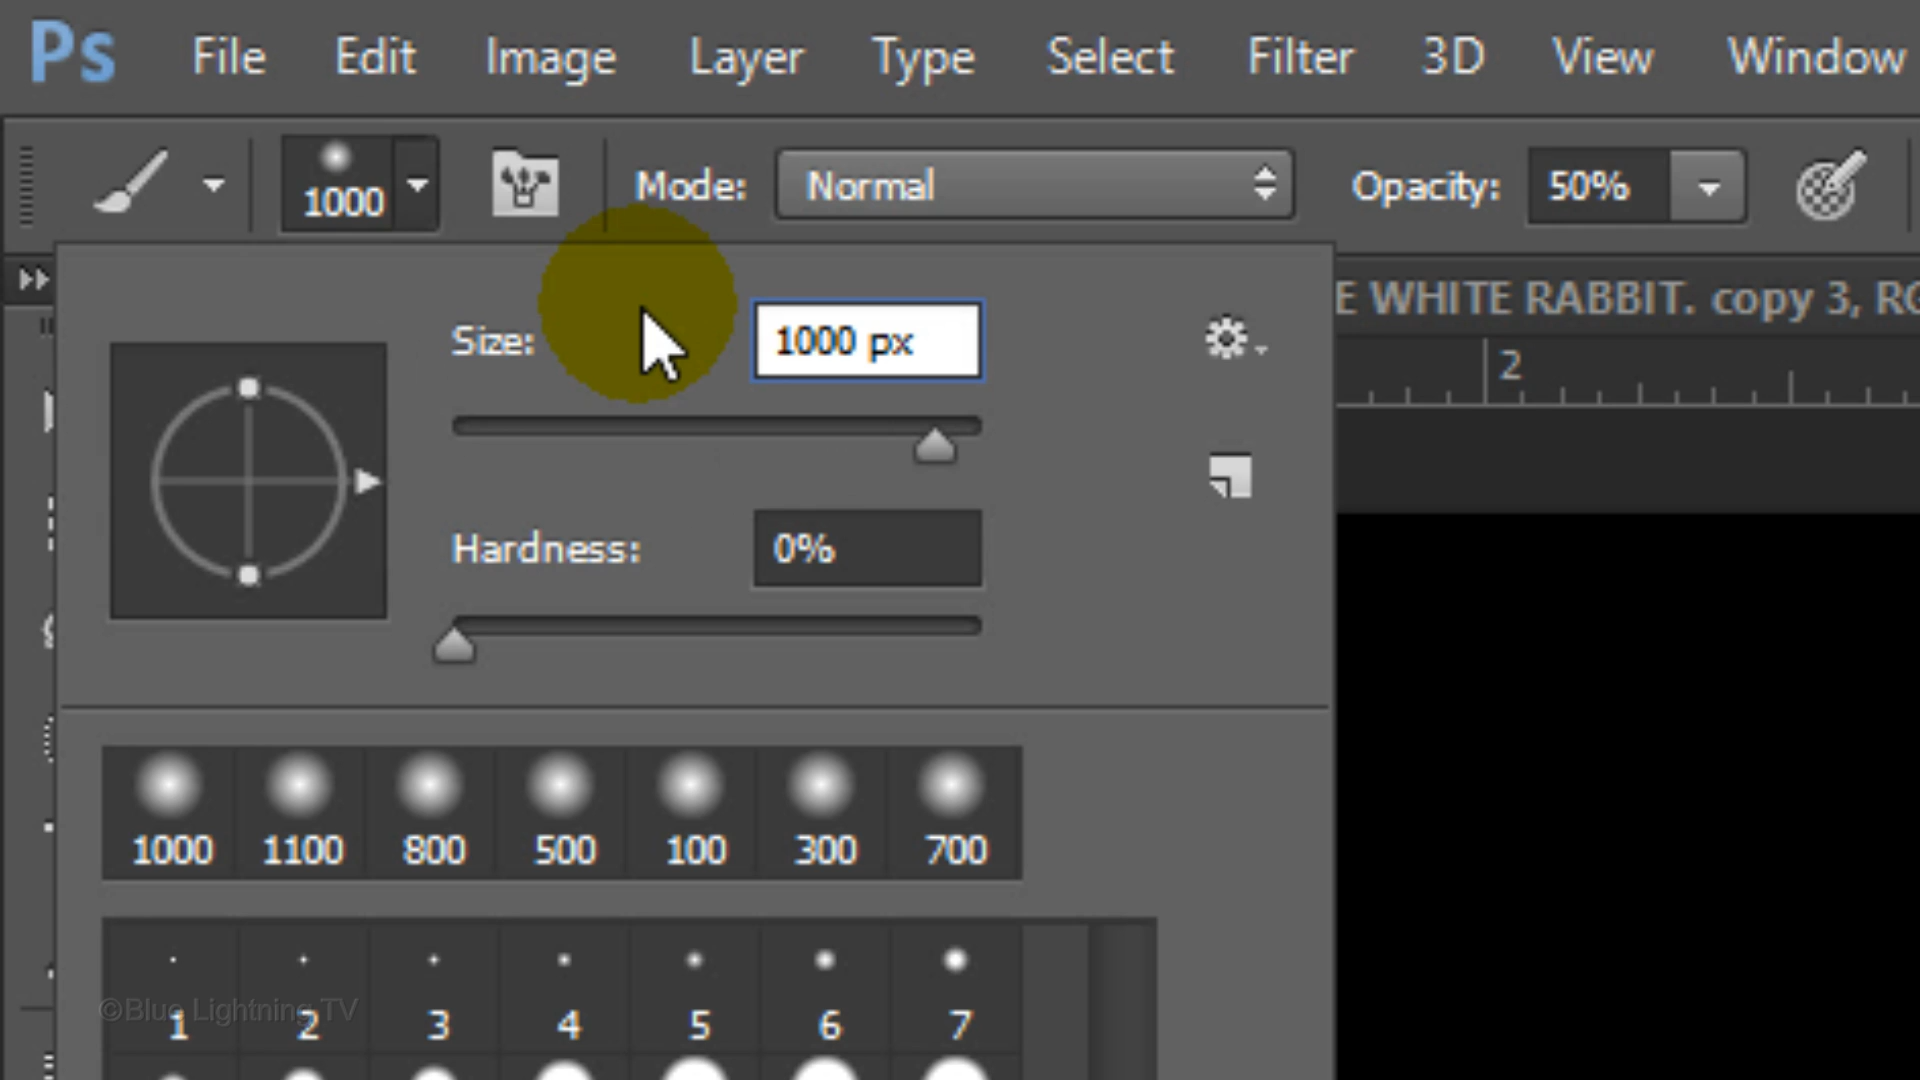 Ps File Edit Image Layer Type Select Filter 3D View Window
1000 Mode: Normal Opacity: 50%
E WHITE RABBIT. copy 3, RG
Size: 1000 px
2
Hardness: 0%
1000 1100 800 500 100 300 700
©Blue Lightning TV
1 2 3 4 5 6 7